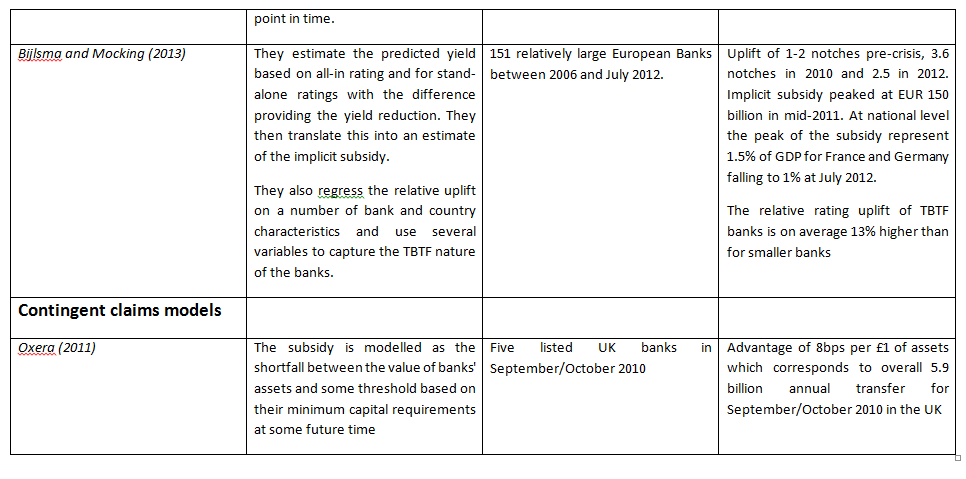 point in time.
Bijlsma and Mocking (2013)
They estimate the predicted yield
based on all-in rating and for stand-
alone ratings with the difference
providing the yield reduction. They
then translate this into an estimate
of the implicit subsidy.
They also regress the relative uplift
on a number of bank and country
characteristics and use several
variables to capture the TBTF nature
of the banks.
151 relatively large European Banks
between 2006 and July 2012.
Uplift of 1-2 notches pre-crisis, 3.6
notches in 2010 and 2.5 in 2012.
Implicit subsidy peaked at EUR 150
billion in mid-2011. At national level
the peak of the subsidy represent
1.5% of GDP for France and Germany
falling to 1% at July 2012.
The relative rating uplift of TBTF
banks is on average 13% higher than
for smaller banks
Contingent claims models
Oxera (2011)
The subsidy is modelled as the
shortfall between the value of banks'
assets and some threshold based on
their minimum capital requirements
at some future time
Five listed UK banks in
September/October 2010
Advantage of 8bps per £1 of assets
which corresponds to overall 5.9
billion annual transfer for
September/October 2010 in the UK